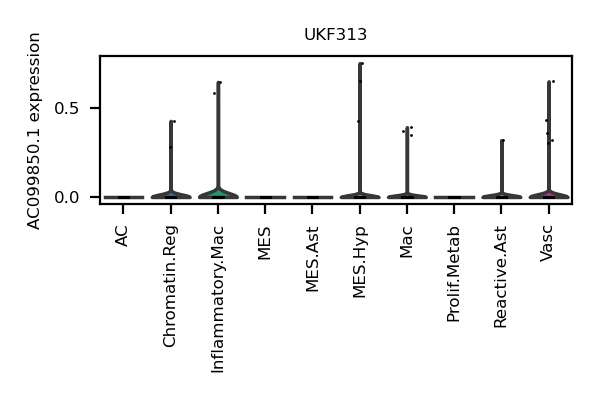 UKF313
AC099850.1 expression
0.5
0.0
AC
Chromatin.Reg
Inflammatory.Mac
MES
MES.Ast
MES.Hyp
Mac
Prolif.Metab
Reactive.Ast
Vasc